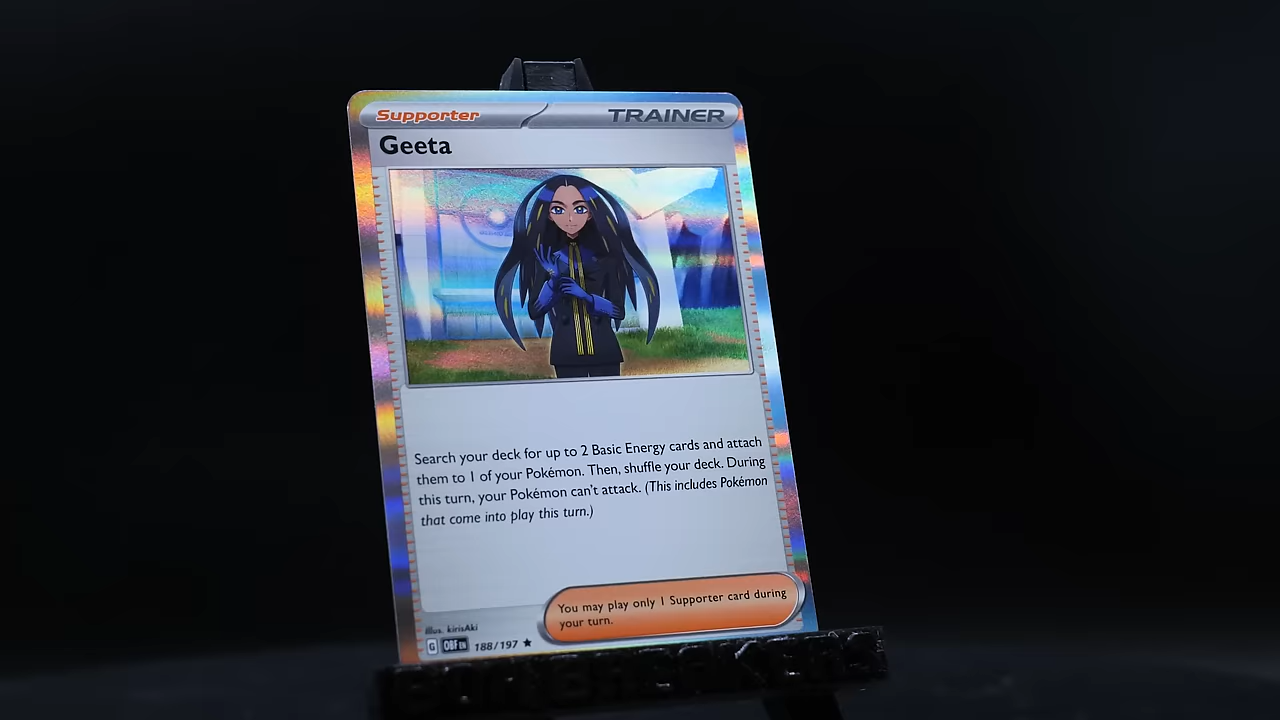 Supporter TRAINER
Geeta
Search your deck for up to 2 Basic Energy cards and attach
them to 1 of your Pokémon. Then, shuffle your deck. During
this turn, your Pokémon can't attack. (This includes Pokémon
that come into play this turn.)
You may play only 1 Supporter card during
your turn.
illus. kirisAki
G OBF EN 188/197